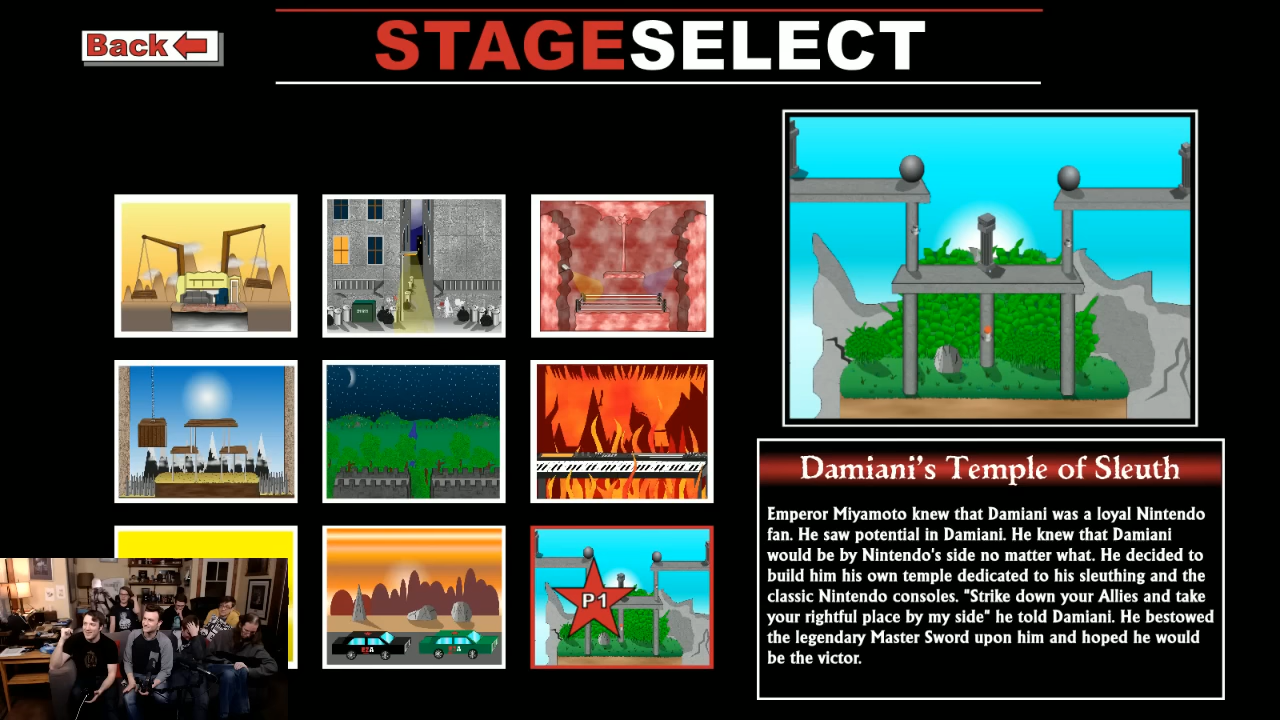 Back
STAGESELECT
P1
Damiani's Temple of Sleuth
Emperor Miyamoto knew that Damiani was a loyal Nintendo
fan. He saw potential in Damiani. He knew that Damiani
would be by Nintendo's side no matter what. He decided to
build him his own temple dedicated to his sleuthing and the
classic Nintendo consoles. "Strike down your Allies and take
your rightful place by my side" he told Damiani. He bestowed
the legendary Master Sword upon him and hoped he would
be the victor.